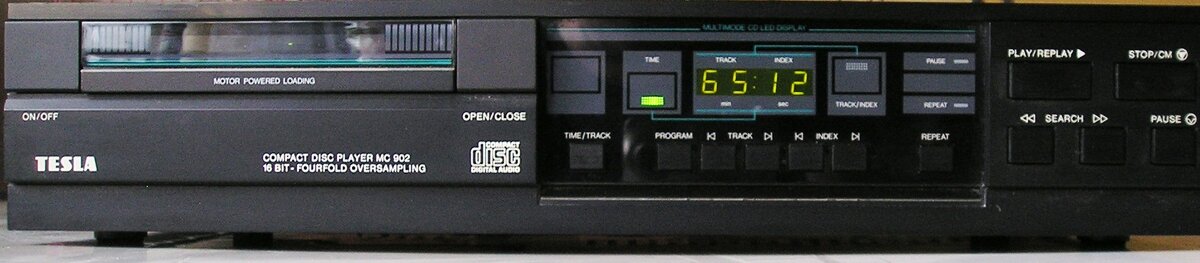 MOTOR POWERED LOADING
ON/OFF
OPEN/CLOSE
TESLA
COMPACT DISC PLAYER MC 902
16 BIT - FOURFOLD OVERSAMPLING
COMPACT
disc
DIGITAL AUDIO
MULTIMODE CD LED DISPLAY
TIME
TRACK INDEX
65:12
min sec
TRACK/INDEX
PAUSE
REPEAT
TIME/TRACK
PROGRAM
TRACK
INDEX
REPEAT
PLAY/REPLAY
STOP/CM
SEARCH
PAUSE